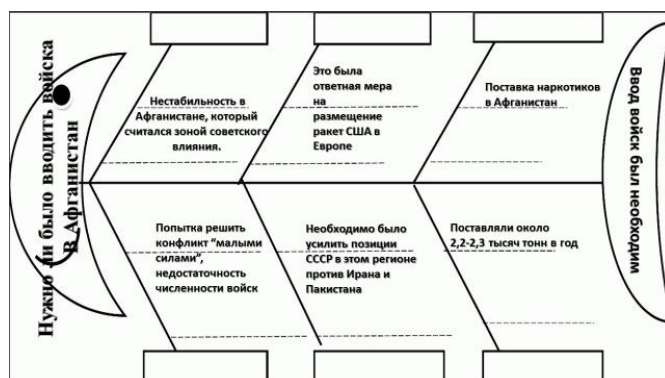 Нужно ли было вводить войска
В Афганистан
Нестабильность в
Афганистане, который
считался зоной советского
влияния.
Это была
ответная мера
на
размещение
ракет США в
Европе
Поставка наркотиков
в Афганистан
Попытка решить
конфликт "малыми
силами",
недостаточность
численности войск
Необходимо было
усилить позиции
СССР в этом регионе
против Ирана и
Пакистана
Поставляли около
2,2-2,3 тысяч тонн в год
Ввод войск был необходим